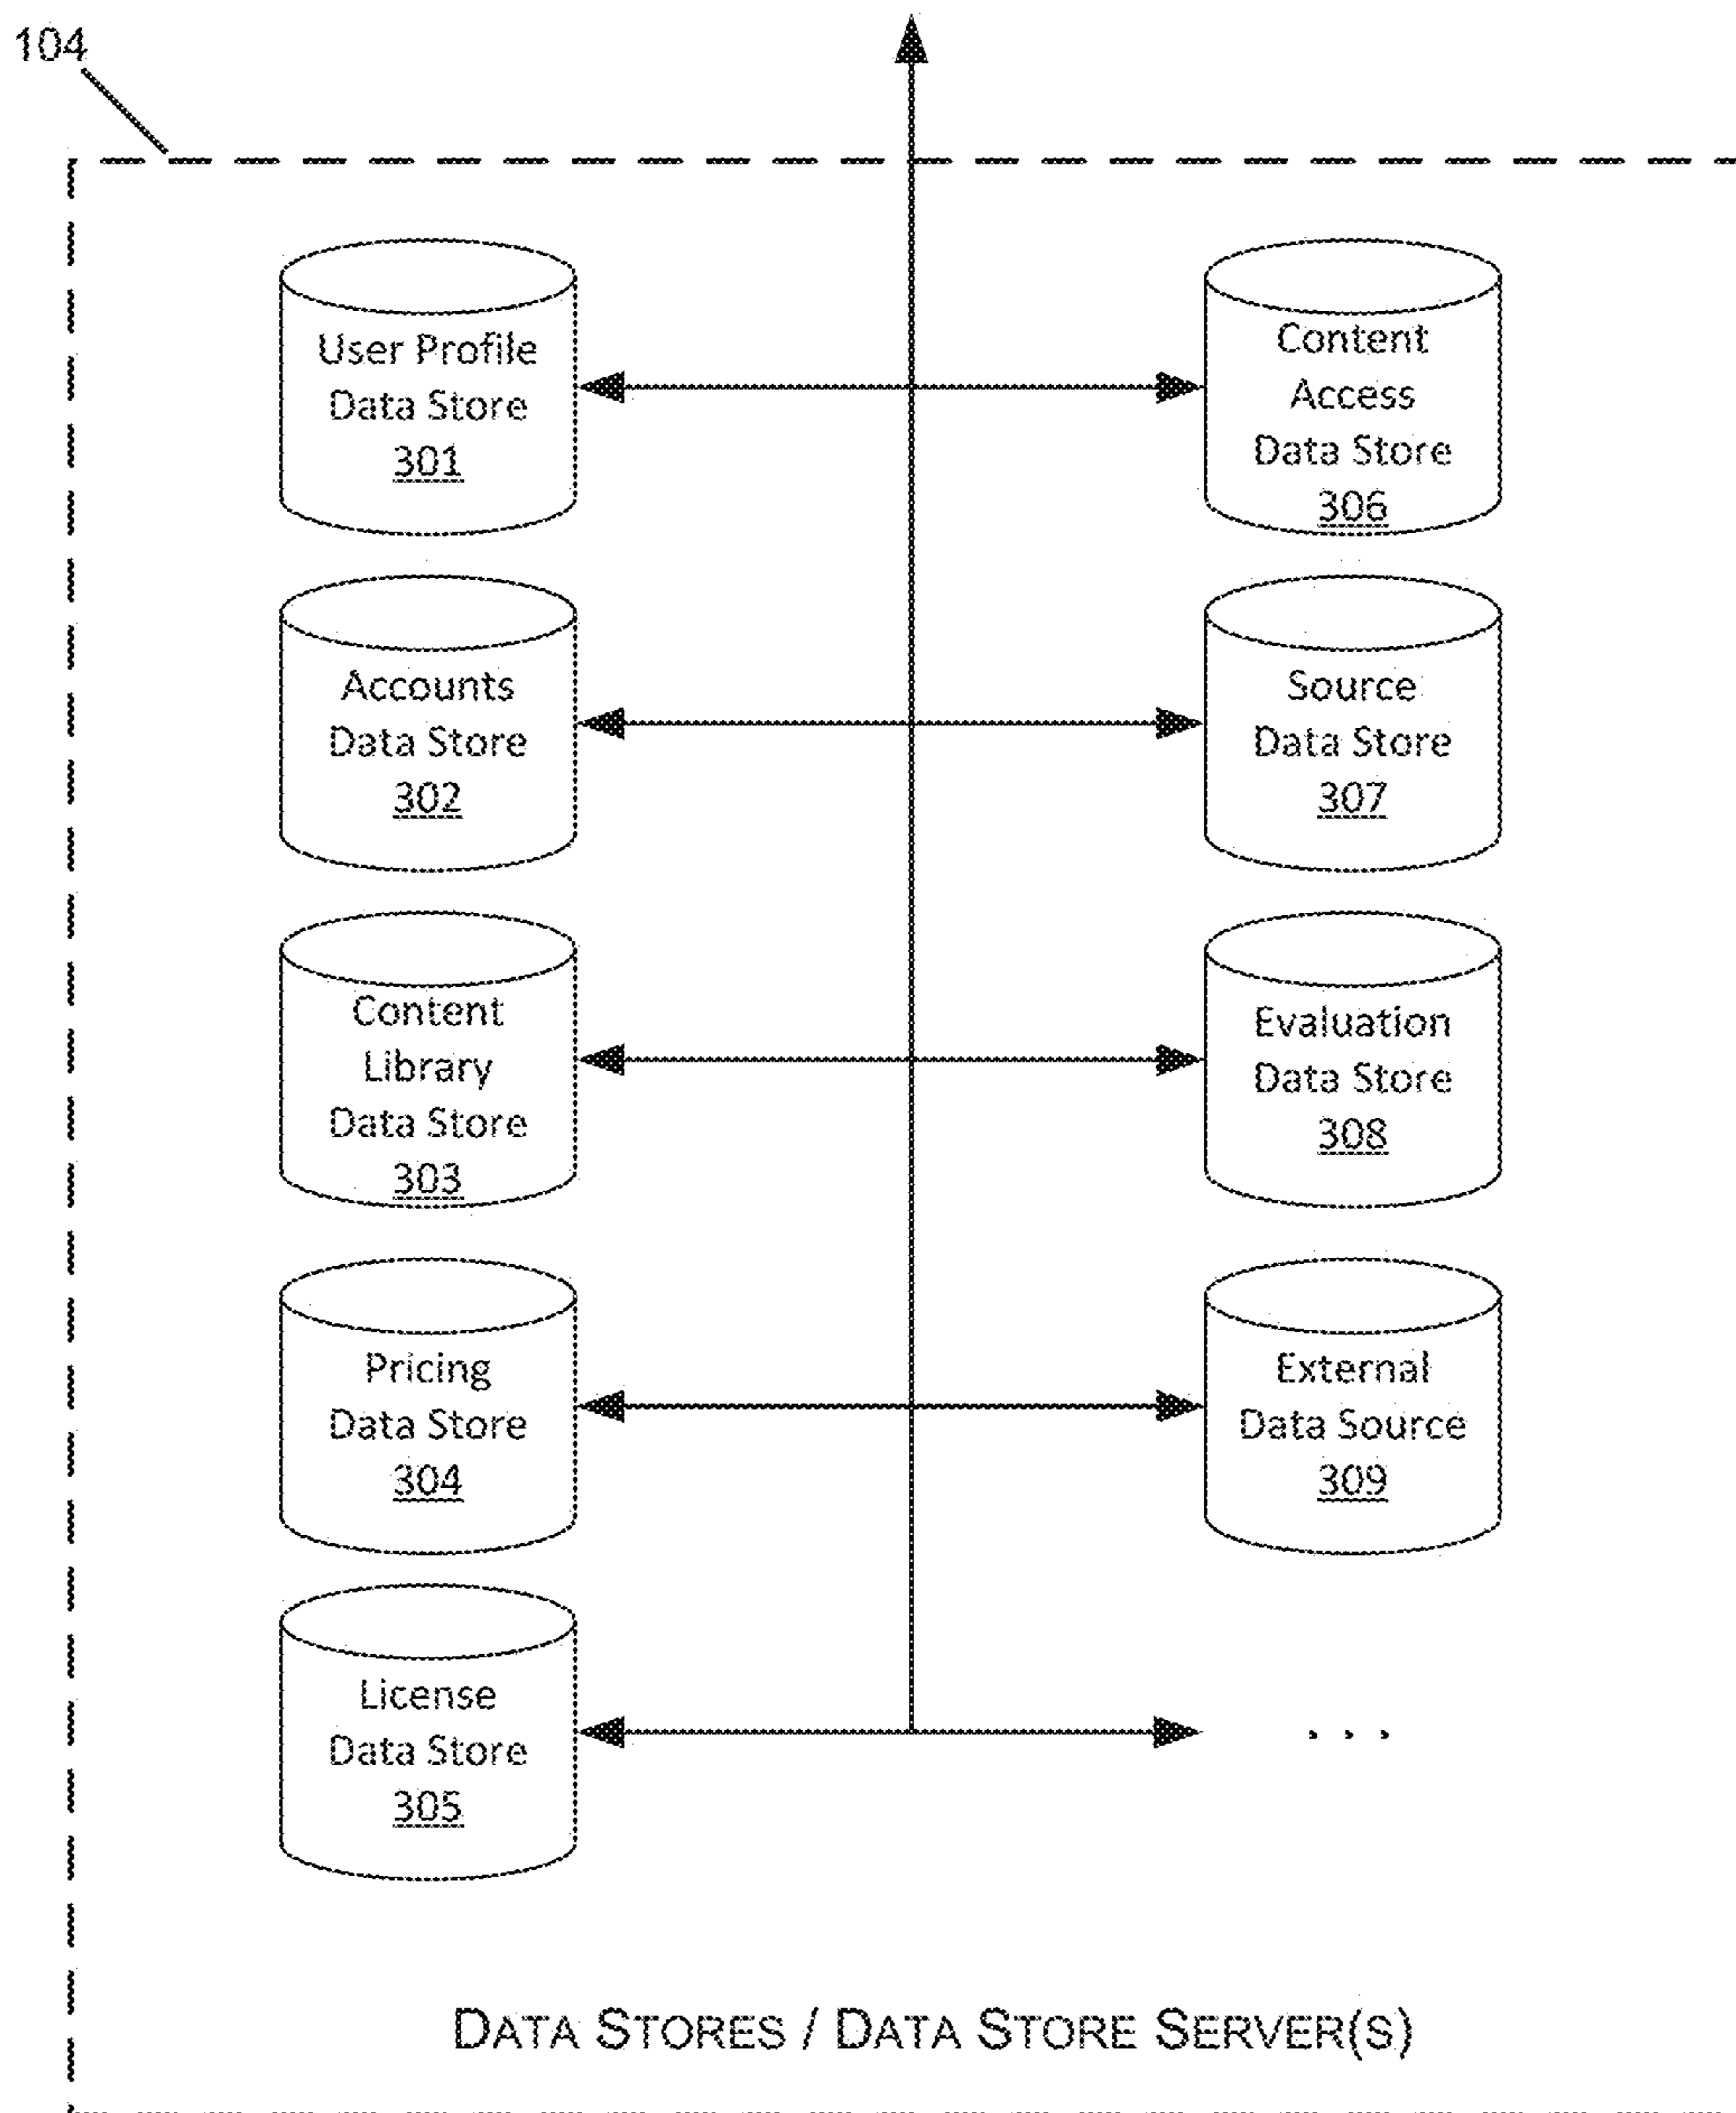 104
User Profile
Data Store
301
Content
Access
Data Store
306
Accounts
Data Store
302
Source
Data Store
307
Content
Library
Data Store
303
Evaluation
Data Store
308
Pricing
Data Store
304
External
Data Source
309
License
Data Store
305
. . .
DATA STORES / DATA STORE SERVER(S)